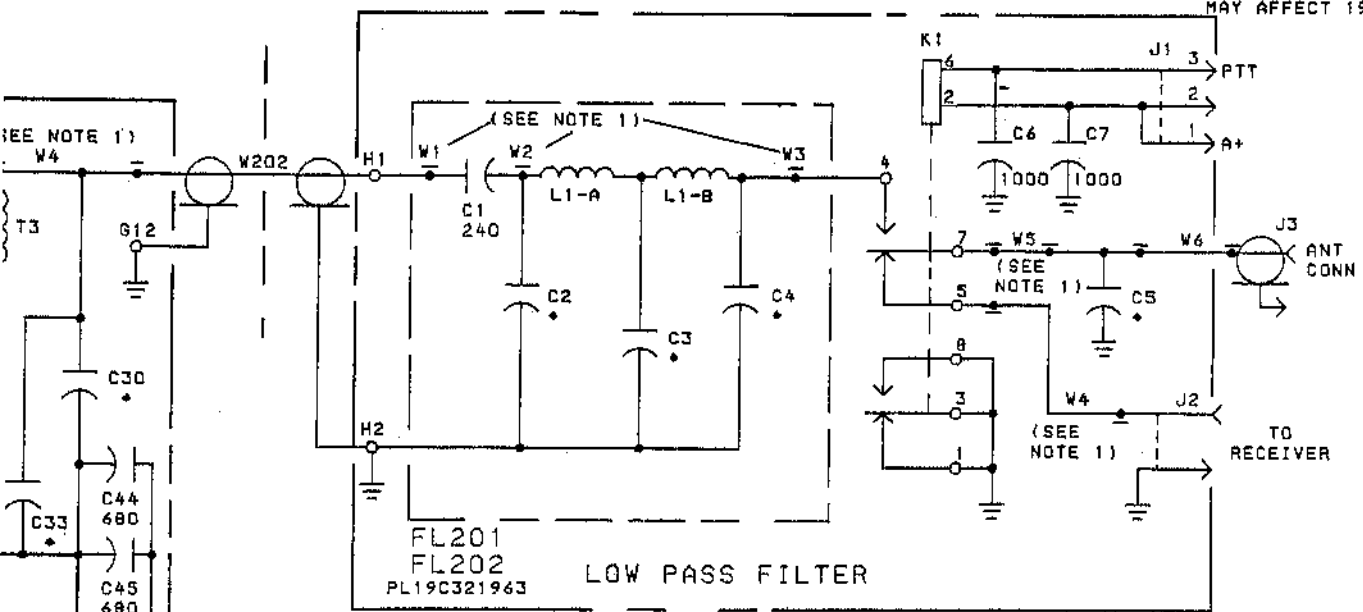 MAY AFFECT 19
K1
J1
6
3
PTT
2
2
1
A+
C6
C7
1000
1000
(SEE NOTE 1)
SEE NOTE 1)
W4
W202
H1
W1
W2
W3
4
C1
240
L1-A
L1-B
T3
G12
7
W5
W6
J3
ANT
CONN
(SEE
NOTE 1)
5
C5
C2
C4
C3
C30
8
3
W4
J2
(SEE
NOTE 1)
TO
RECEIVER
1
H2
C44
680
C33
C45
680
FL201
FL202
PL19C321963
LOW PASS FILTER